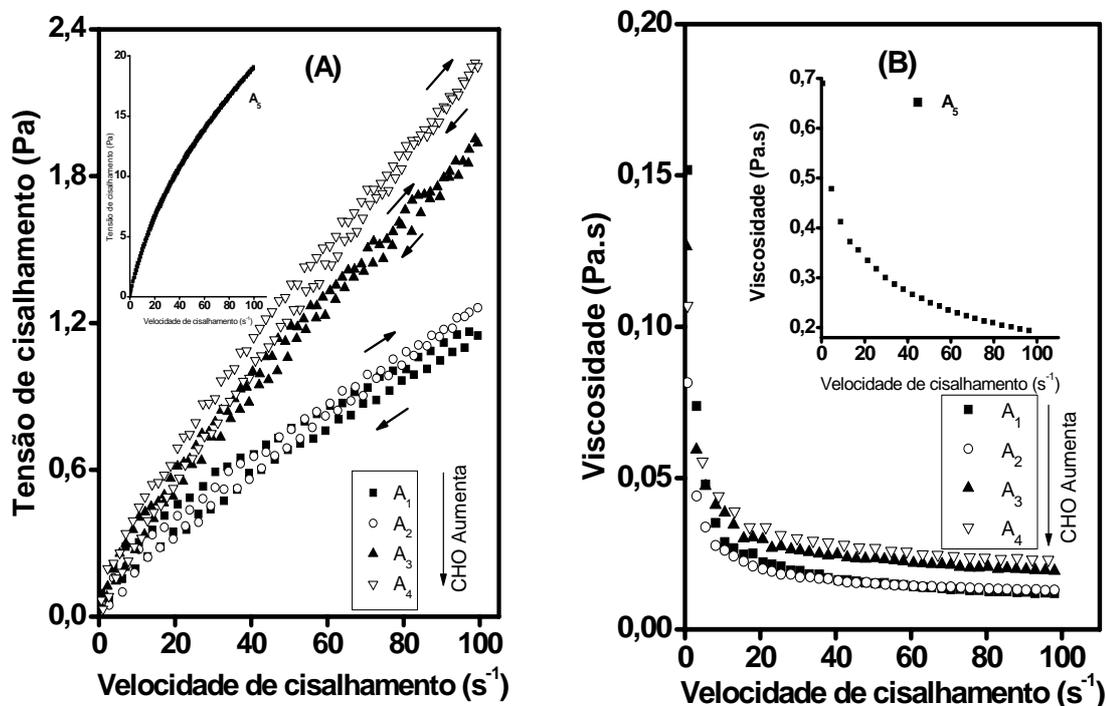 (A)
Tensão de cisalhamento (Pa)
2,4
1,8
1,2
0,6
0,0
0 20 40 60 80 100
Velocidade de cisalhamento (s⁻¹)
Tensão de cisalhamento (Pa)
20
15
10
5
0
0 20 40 60 80 100
Velocidade de cisalhamento (s⁻¹)
A₅
A₁
A₂
A₃
A₄
CHO Aumenta
(B)
Viscosidade (Pa.s)
0,20
0,15
0,10
0,05
0,00
0 20 40 60 80 100
Velocidade de cisalhamento (s⁻¹)
Viscosidade (Pa.s)
0,7
0,6
0,5
0,4
0,3
0,2
0 20 40 60 80 100
Velocidade de cisalhamento (s⁻¹)
A₅
A₁
A₂
A₃
A₄
CHO Aumenta